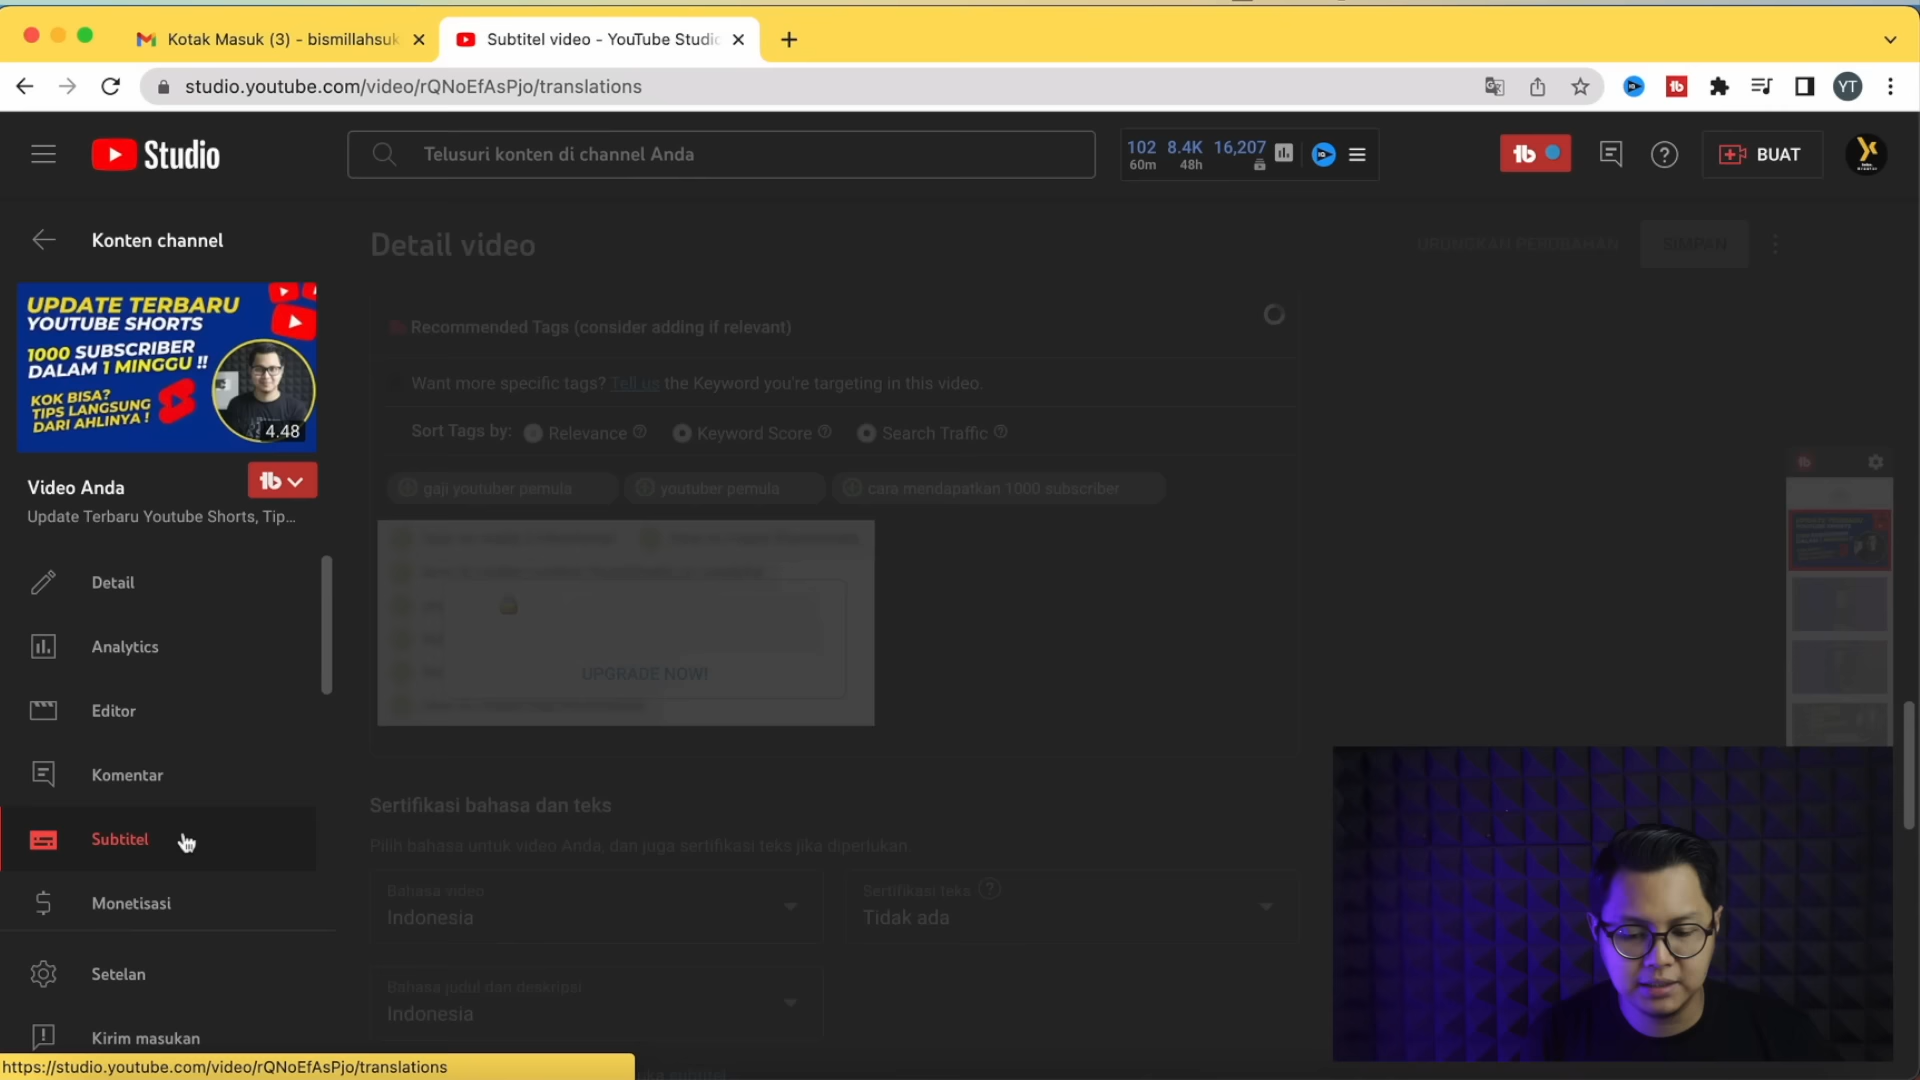 Kotak Masuk (3) - bismillahsuk
Subtitel video - YouTube Studio
studio.youtube.com/video/rQNoEfAsPjo/translations
YT
Studio
Telusuri konten di channel Anda
102 8.4K 16,207
60m 48h
BUAT
Konten channel
Detail video
URUNGKAN PERUBAHAN
SIMPAN
UPDATE TERBARU
YOUTUBE SHORTS
1000 SUBSCRIBER
DALAM 1 MINGGU !!
KOK BISA?
TIPS LANGSUNG
DARI AHLINYA !
4.48
Video Anda
Update Terbaru Youtube Shorts, Tip...
Recommended Tags (consider adding if relevant)
Want more specific tags? Tell us the Keyword you're targeting in this video.
Sort Tags by: Relevance Keyword Score Search Traffic
gaji youtuber pemula
youtuber pemula
cara mendapatkan 1000 subscriber
UPGRADE NOW!
Detail
Analytics
Editor
Komentar
Subtitel
Monetisasi
Setelan
Kirim masukan
Sertifikasi bahasa dan teks
Pilih bahasa untuk video Anda, dan juga sertifikasi teks jika diperlukan.
Bahasa video
Indonesia
Sertifikasi teks
Tidak ada
Bahasa judul dan deskripsi
Indonesia
https://studio.youtube.com/video/rQNoEfAsPjo/translations